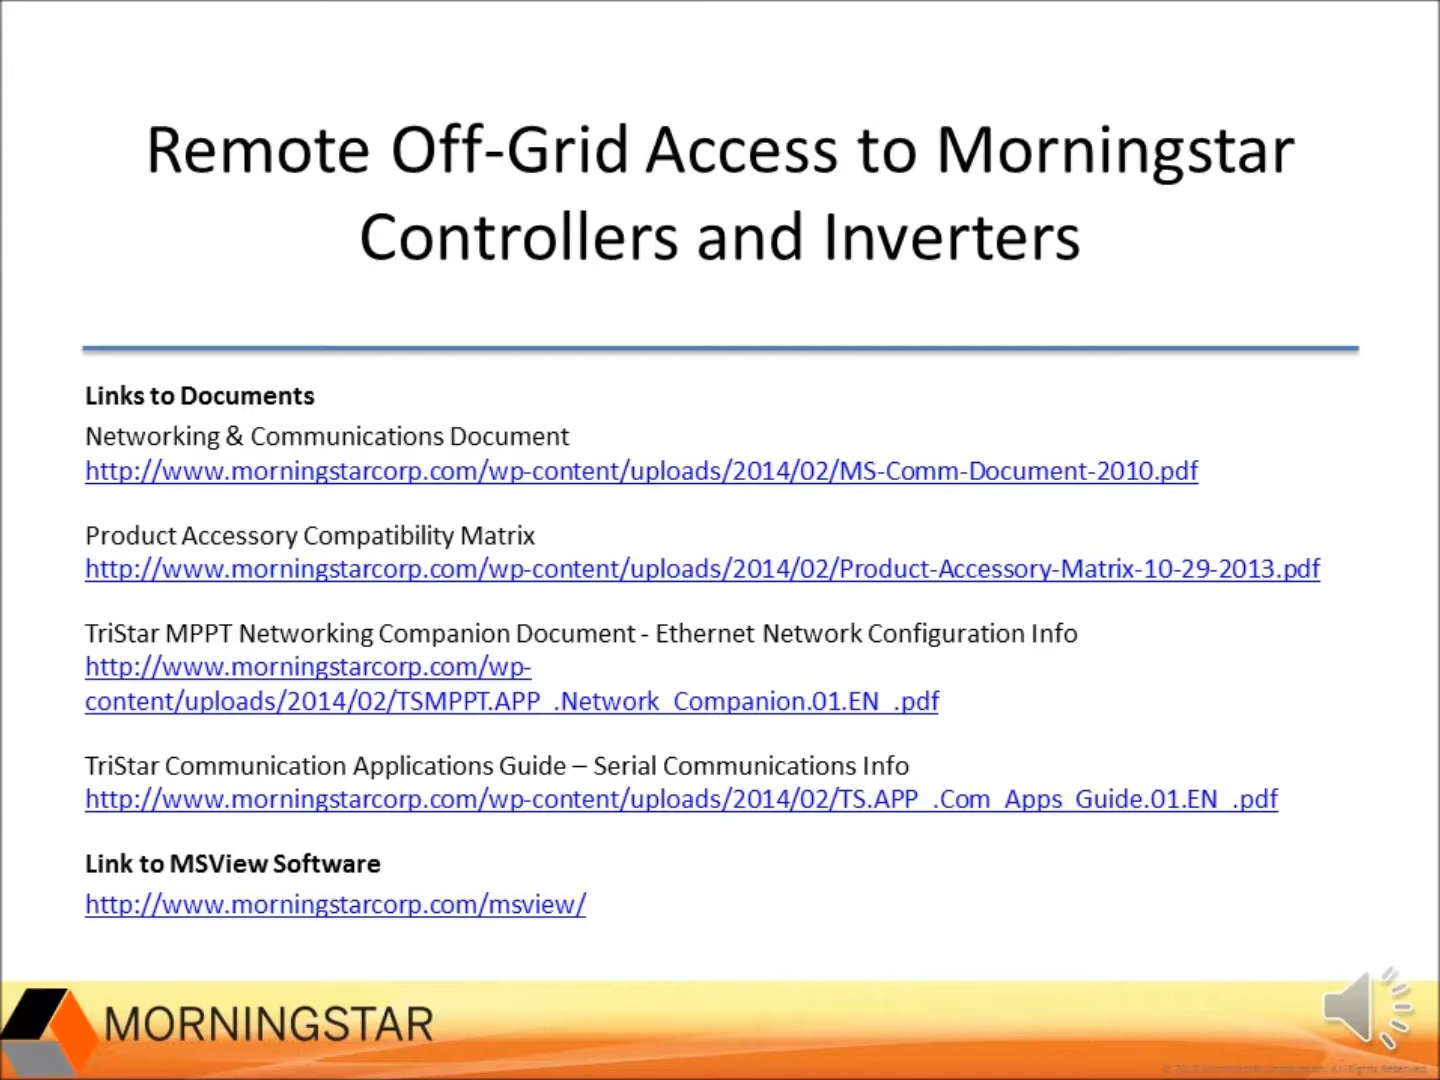 Remote Off-Grid Access to Morningstar
Controllers and Inverters
Links to Documents
Networking & Communications Document
http://www.morningstarcorp.com/wp-content/uploads/2014/02/MS-Comm-Document-2010.pdf
Product Accessory Compatibility Matrix
http://www.morningstarcorp.com/wp-content/uploads/2014/02/Product-Accessory-Matrix-10-29-2013.pdf
TriStar MPPT Networking Companion Document - Ethernet Network Configuration Info
http://www.morningstarcorp.com/wp-
content/uploads/2014/02/TSMPPT.APP_.Network_Companion.01.EN_.pdf
TriStar Communication Applications Guide – Serial Communications Info
http://www.morningstarcorp.com/wp-content/uploads/2014/02/TS.APP_.Com_Apps_Guide.01.EN_.pdf
Link to MSView Software
http://www.morningstarcorp.com/msview/
MORNINGSTAR